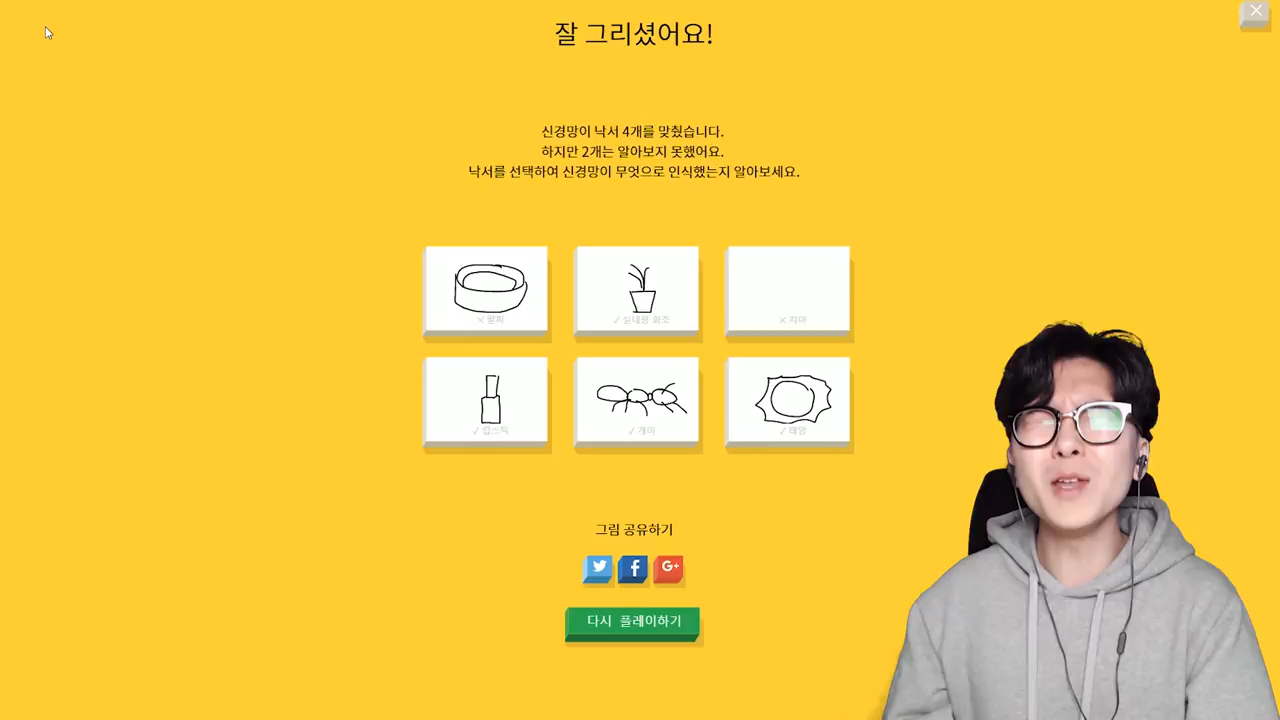 잘 그리셨어요!
신경망이 낙서 4개를 맞췄습니다.
하지만 2개는 알아보지 못했어요.
낙서를 선택하여 신경망이 무엇으로 인식했는지 알아보세요.
✓ 실내용 화초
✓ 립스틱
✓ 개미
✓ 태양
그림 공유하기
f
G+
다시 플레이하기